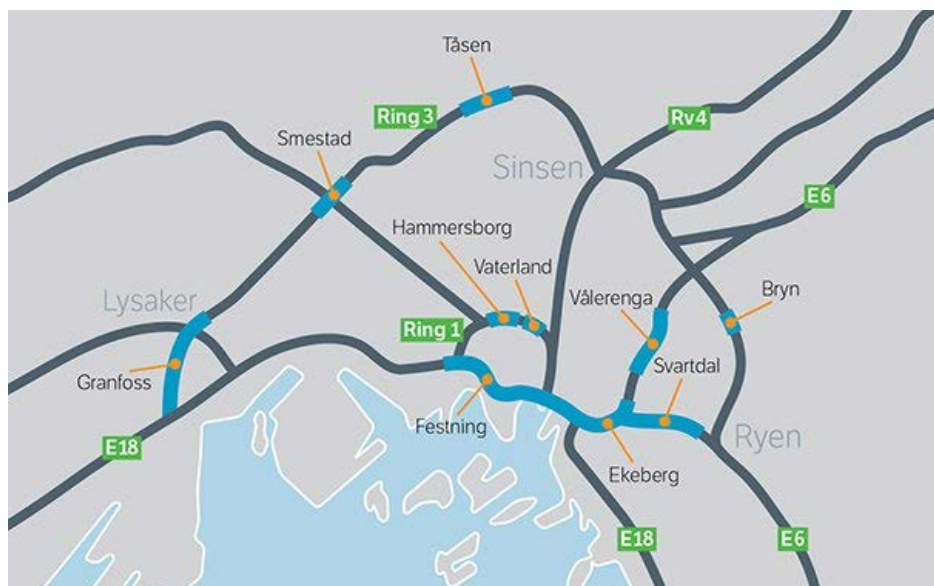 Tåsen
Ring 3
Rv4
Smestad
Sinsen
E6
Hammersborg
Vaterland
Lysaker
Vålerenga
Bryn
Ring 1
Svartdal
Granfoss
Festning
Ryen
E18
Ekeberg
E18
E6